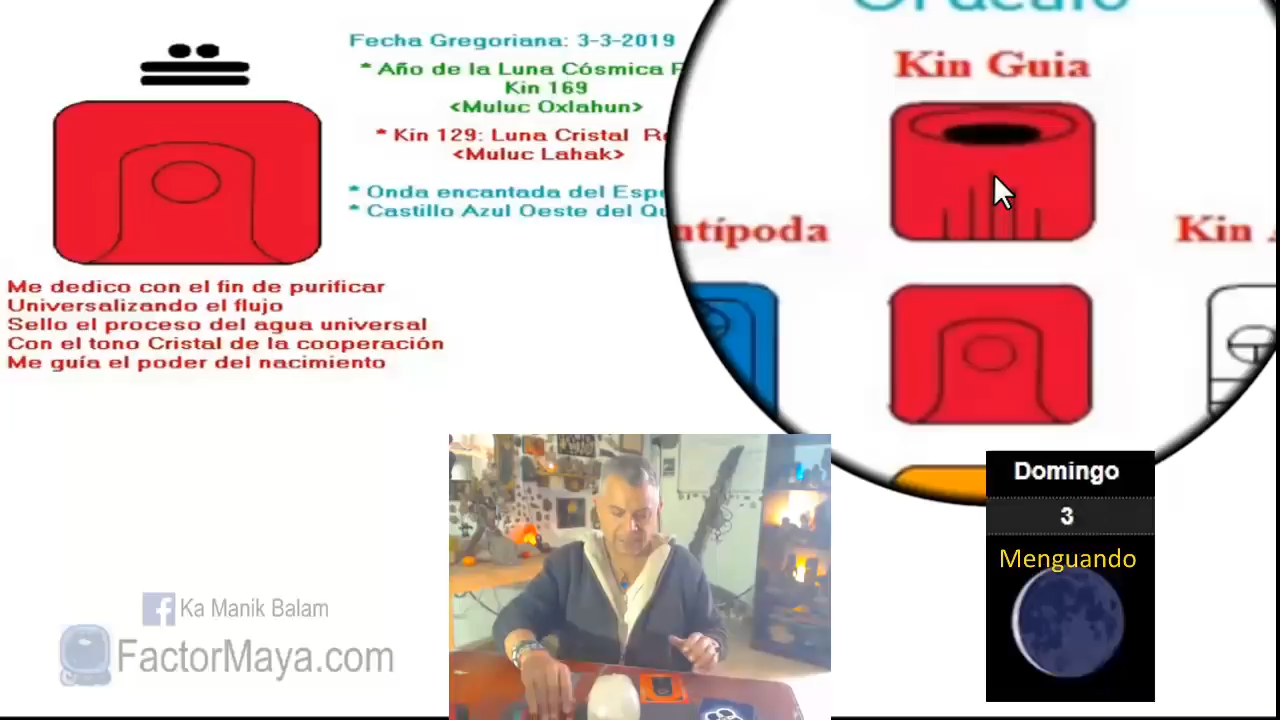 Fecha Gregoriana: 3-3-2019
* Año de la Luna Cósmica
Kin 169
<Muluc Oxlahun>
* Kin 129: Luna Cristal
<Muluc Lahak>
* Onda encantada del
* Castillo Azul Oeste del
Me dedico con el fin de purificar
Universalizando el flujo
Sello el proceso del agua universal
Con el tono Cristal de la cooperación
Me guía el poder del nacimiento
Oráculo
Kin Guia
ntípoda
Kin
Domingo
3
Menguando
Ka Manik Balam
FactorMaya.com